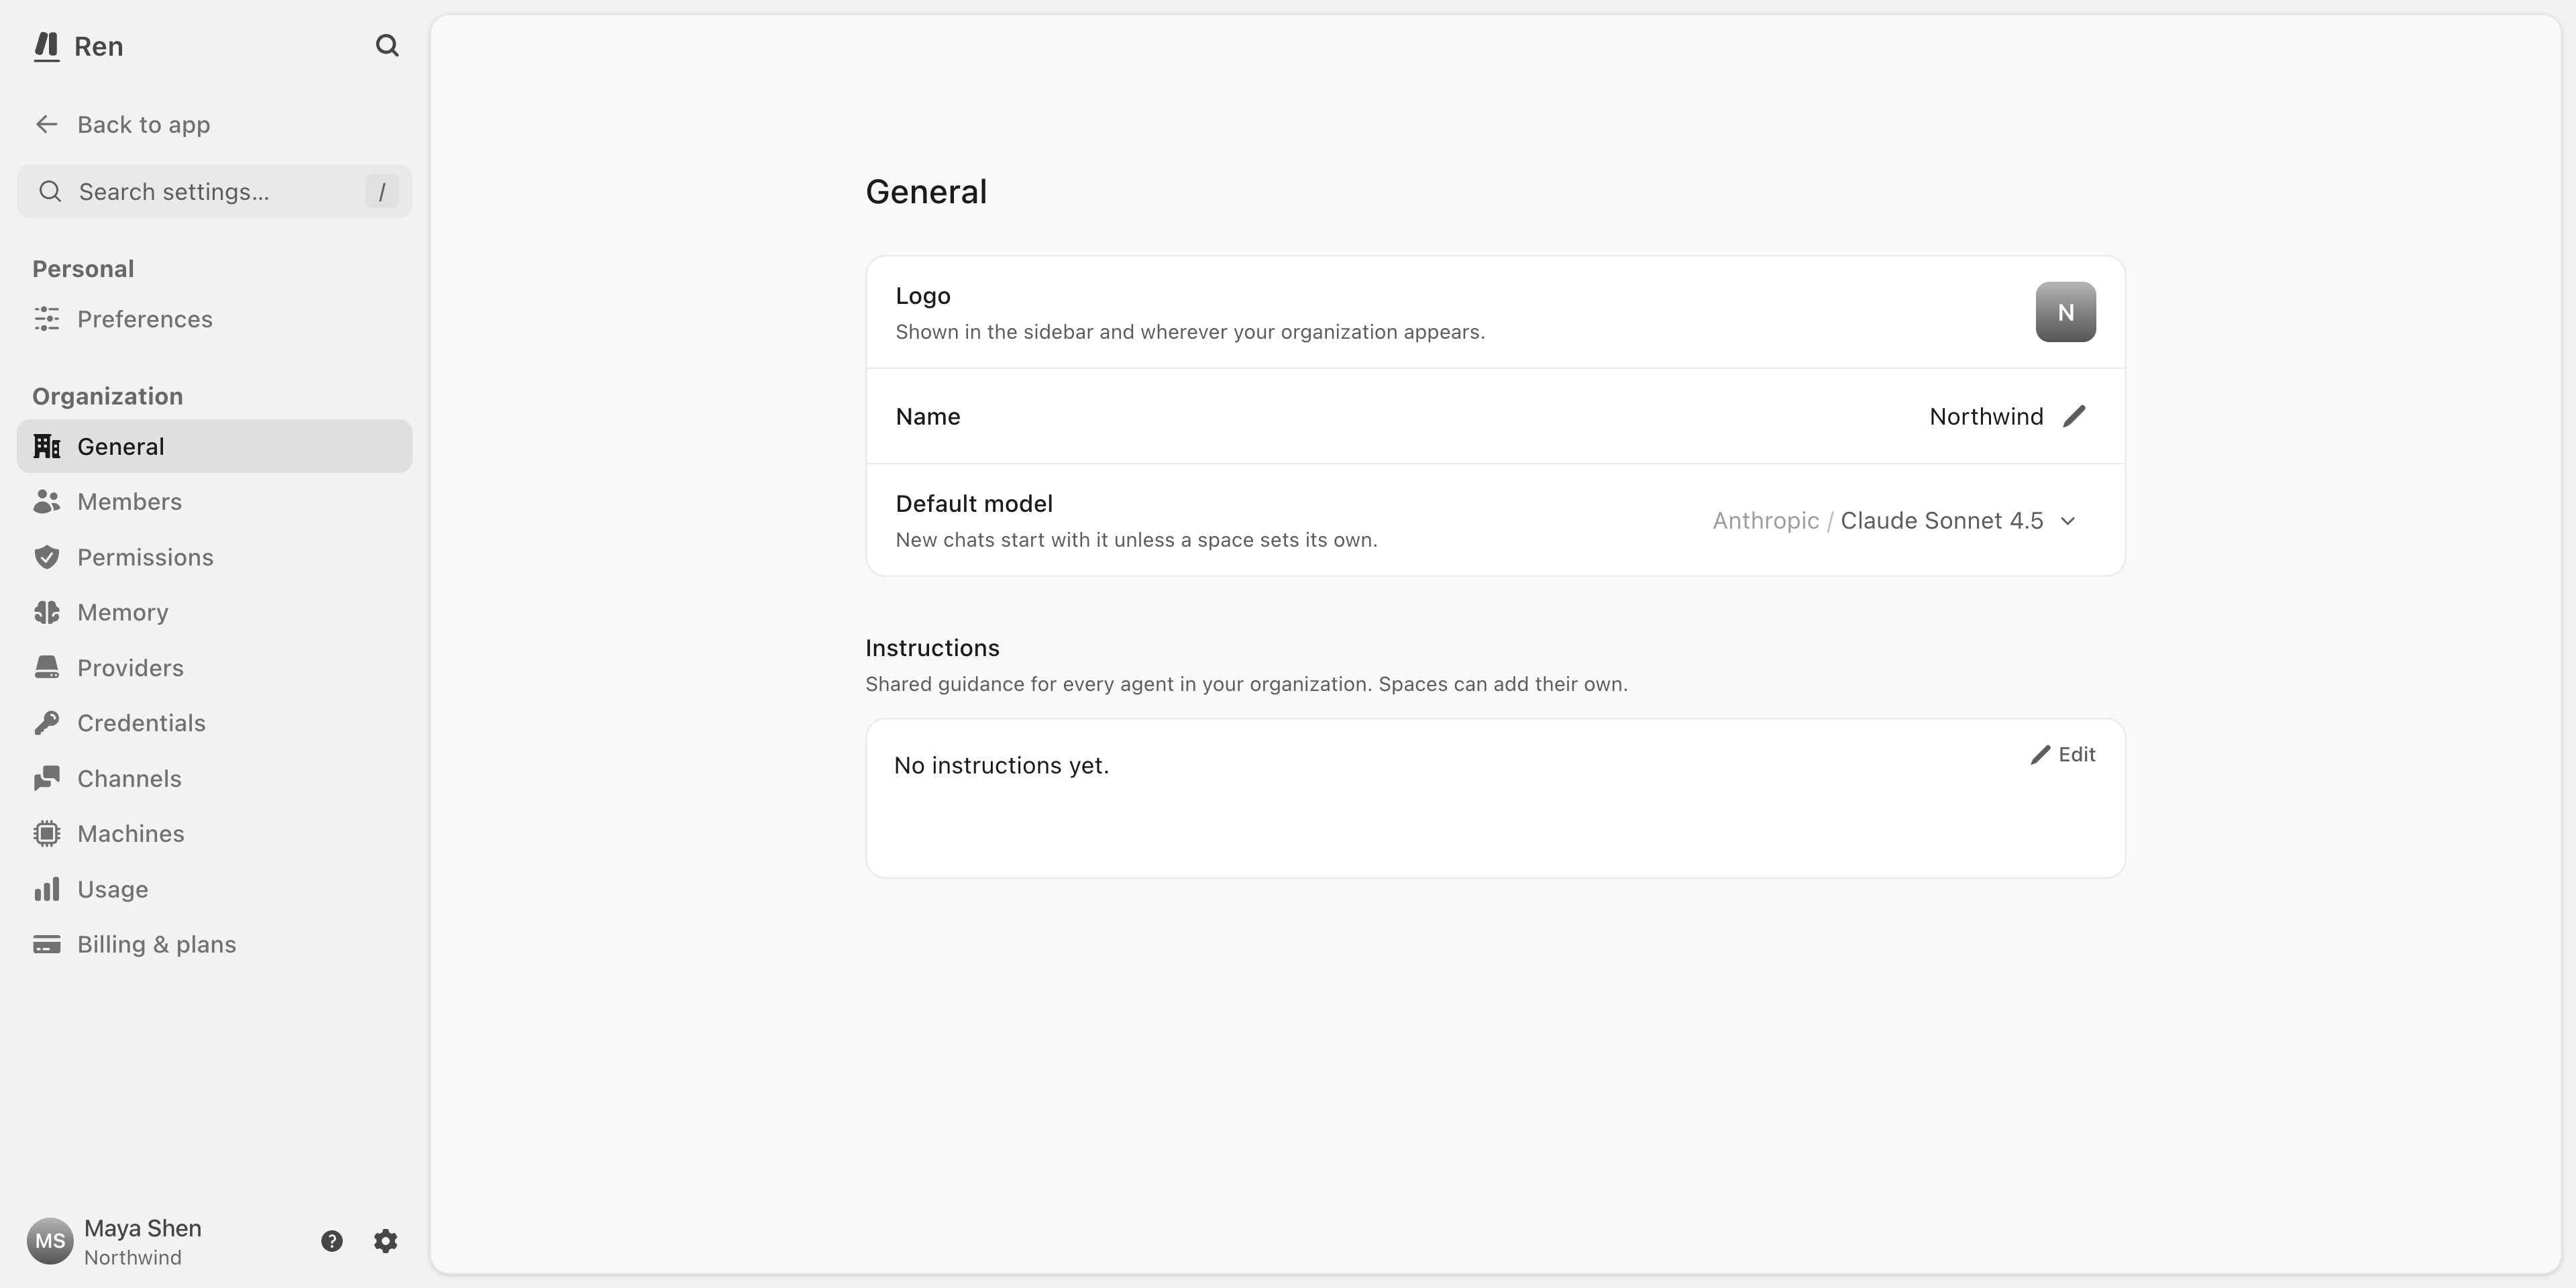 Ren
Back to app
Search settings... /
Personal
Preferences
Organization
General
Members
Permissions
Memory
Providers
Credentials
Channels
Machines
Usage
Billing & plans
MS
Maya Shen
Northwind
?
General
Logo
Shown in the sidebar and wherever your organization appears.
N
Name
Northwind
Default model
New chats start with it unless a space sets its own.
Anthropic / Claude Sonnet 4.5
Instructions
Shared guidance for every agent in your organization. Spaces can add their own.
No instructions yet.
Edit